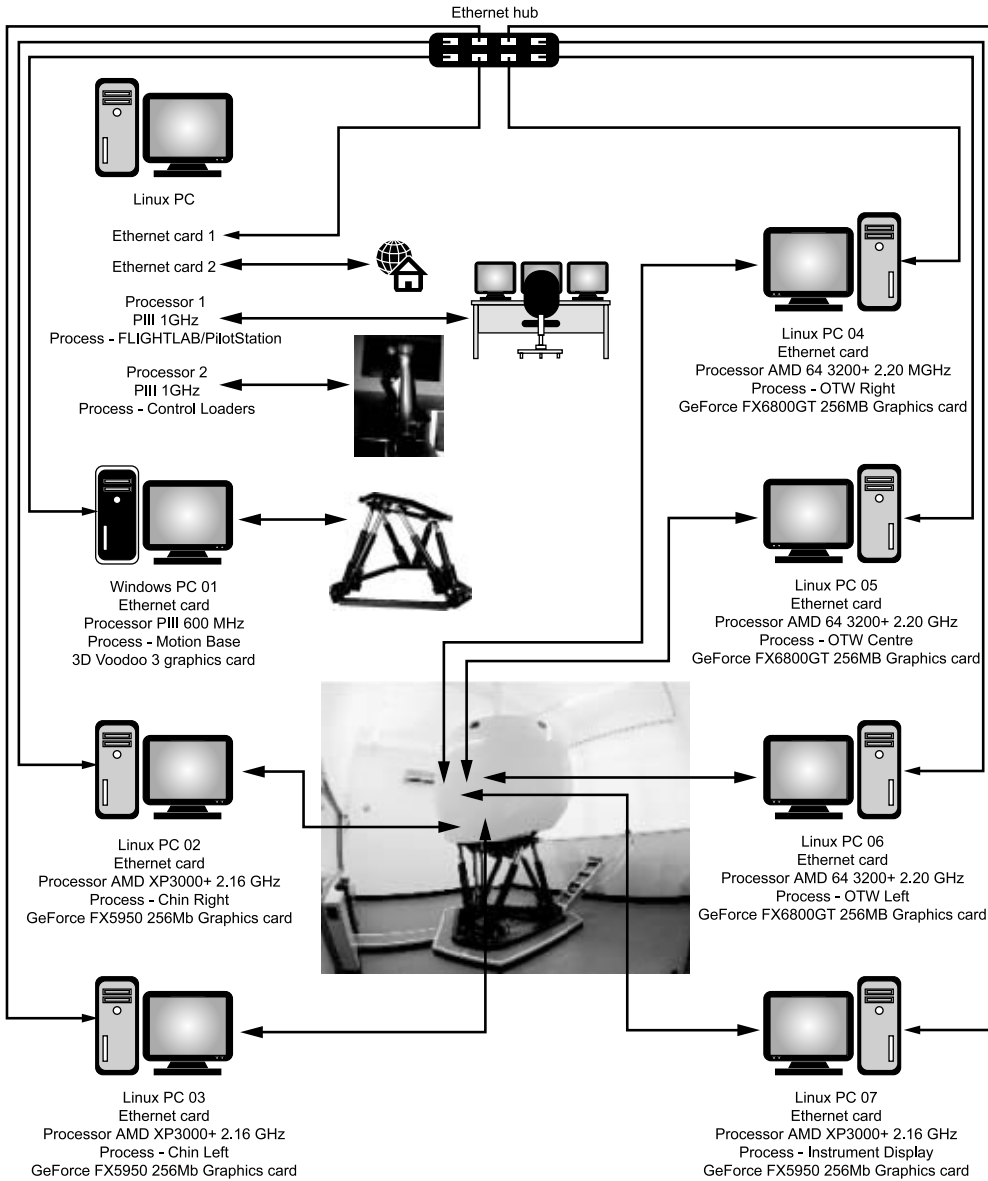 Ethernet hub
Linux PC
Ethernet card 1
Ethernet card 2
Processor 1
PIII 1GHz
Process - FLIGHTLAB/PilotStation
Processor 2
PIII 1GHz
Process - Control Loaders
Windows PC 01
Ethernet card
Processor PIII 600 MHz
Process - Motion Base
3D Voodoo 3 graphics card
Linux PC 02
Ethernet card
Processor AMD XP3000+ 2.16 GHz
Process - Chin Right
GeForce FX5950 256Mb Graphics card
Linux PC 03
Ethernet card
Processor AMD XP3000+ 2.16 GHz
Process - Chin Left
GeForce FX5950 256Mb Graphics card
Linux PC 04
Ethernet card
Processor AMD 64 3200+ 2.20 MGHz
Process - OTW Right
GeForce FX6800GT 256MB Graphics card
Linux PC 05
Ethernet card
Processor AMD 64 3200+ 2.20 GHz
Process - OTW Centre
GeForce FX6800GT 256MB Graphics card
Linux PC 06
Ethernet card
Processor AMD 64 3200+ 2.20 GHz
Process - OTW Left
GeForce FX6800GT 256MB Graphics card
Linux PC 07
Ethernet card
Processor AMD XP3000+ 2.16 GHz
Process - Instrument Display
GeForce FX5950 256Mb Graphics card